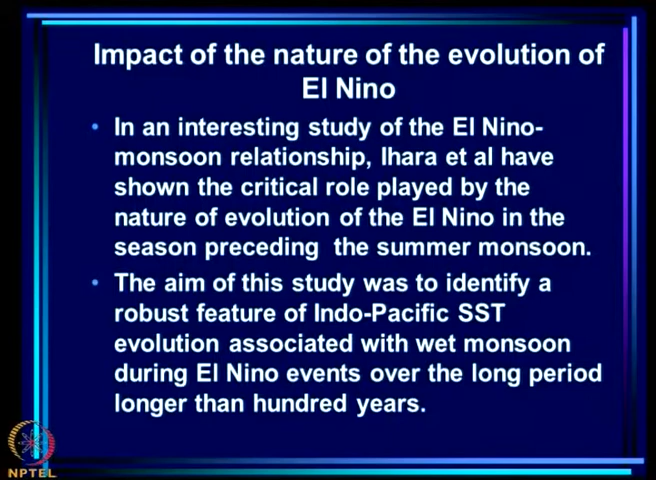 Impact of the nature of the evolution of
El Nino
• In an interesting study of the El Nino-
monsoon relationship, Ihara et al have
shown the critical role played by the
nature of evolution of the El Nino in the
season preceding the summer monsoon.
• The aim of this study was to identify a
robust feature of Indo-Pacific SST
evolution associated with wet monsoon
during El Nino events over the long period
longer than hundred years.
NPTEL